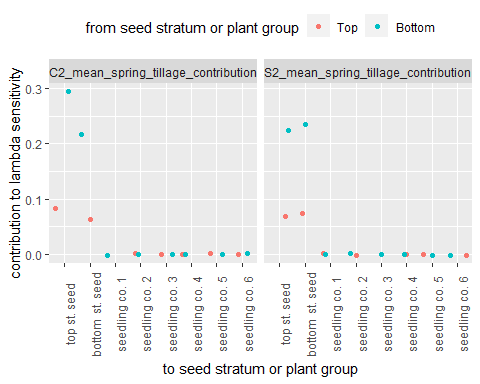 from seed stratum or plant group Top Bottom
C2_mean_spring_tillage_contribution S2_mean_spring_tillage_contribution
contribution to lambda sensitivity
0.3
0.2
0.1
0.0
top st. seed
bottom st. seed
seedling co. 1
seedling co. 2
seedling co. 3
seedling co. 4
seedling co. 5
seedling co. 6
top st. seed
bottom st. seed
seedling co. 1
seedling co. 2
seedling co. 3
seedling co. 4
seedling co. 5
seedling co. 6
to seed stratum or plant group